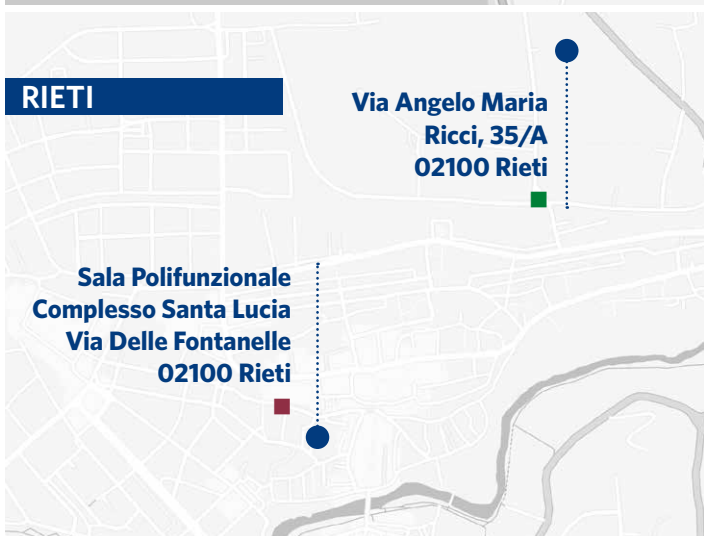 RIETI
Via Angelo Maria
Ricci, 35/A
02100 Rieti
Sala Polifunzionale
Complesso Santa Lucia
Via Delle Fontanelle
02100 Rieti